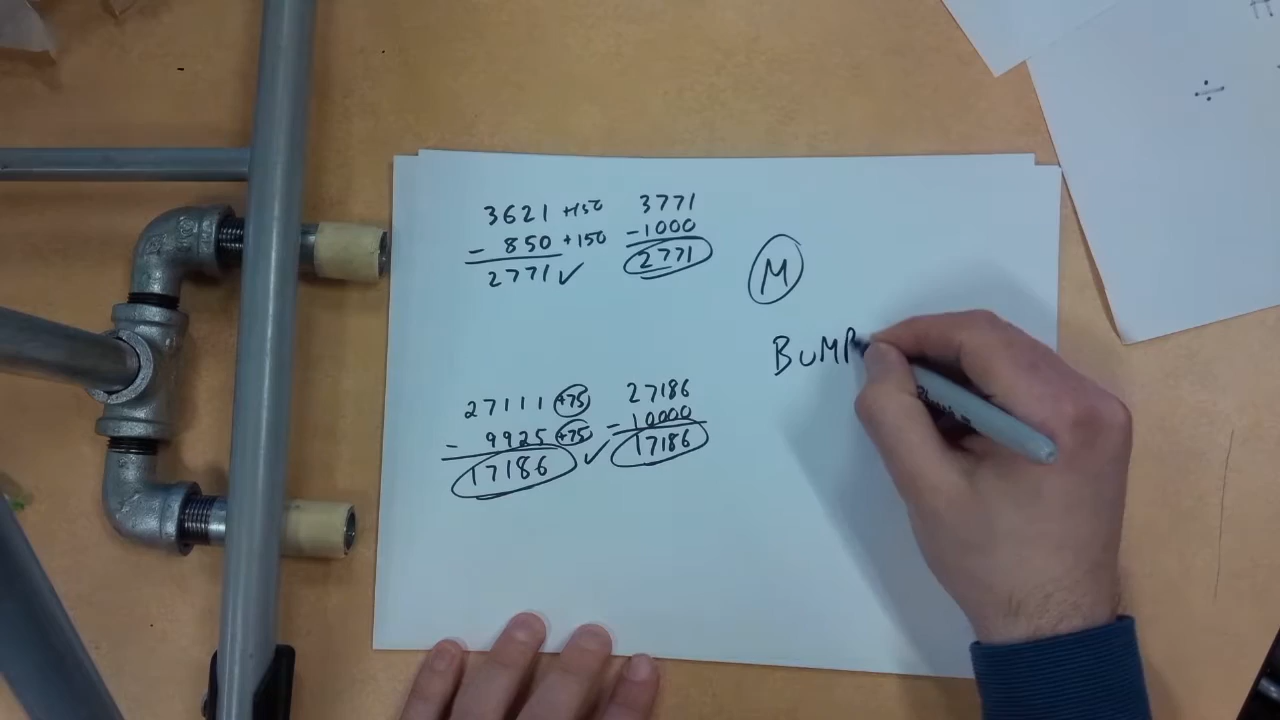 3621 +150
- 850 +150
2771 ✓
3771
-1000
2771
M
BUMP
27111 +75
- 9925 +75
17186 ✓
27186
- 10000
17186
÷